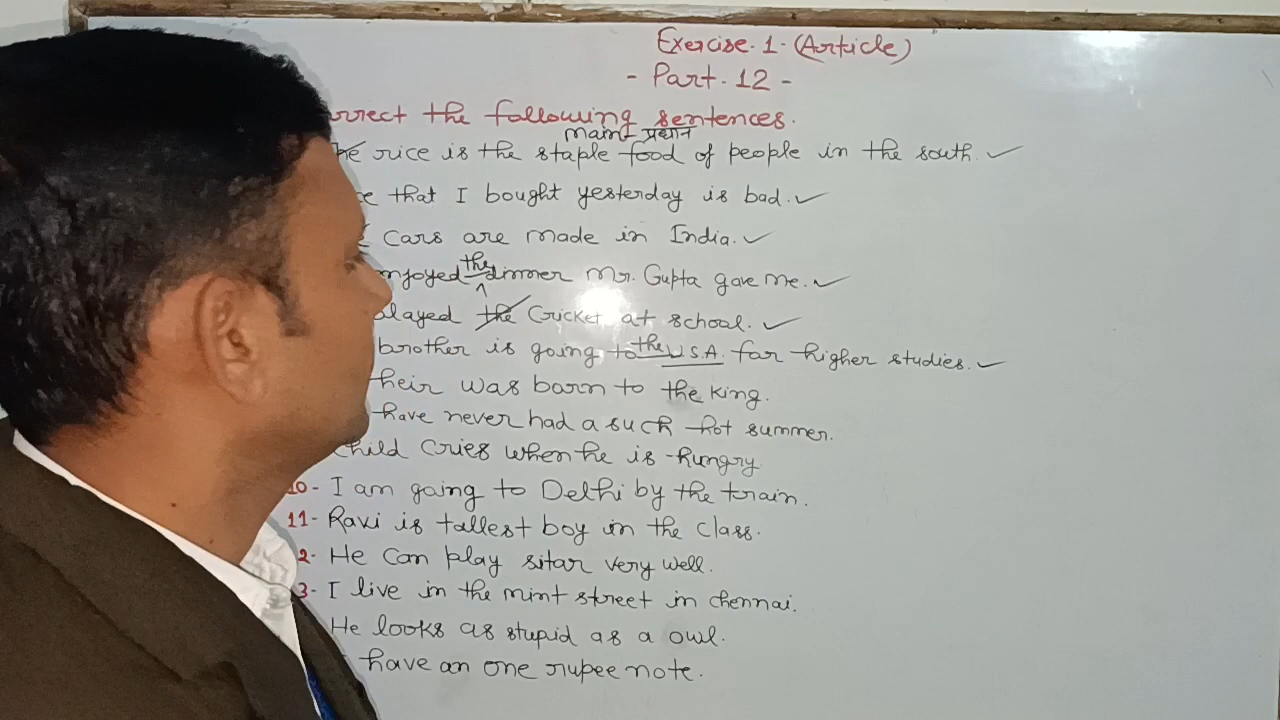 Exercise-1-(Article)
- Part-12 -
the following sentences.
main - प्रधान
rice is the staple food of people in the south.
that I bought yesterday is bad.
cars are made in India.
the
dinner Mr. Gupta gave me.
the Cricket at school.
brother is going to the U.S.A. for higher studies.
heir was born to the king.
have never had a such hot summer.
child cries when he is hungry
10- I am going to Delhi by the train.
11- Ravi is tallest boy in the class.
2- He can play sitar very well.
3- I live in the mint street in chennai.
He looks as stupid as a owl.
have an one rupee note.